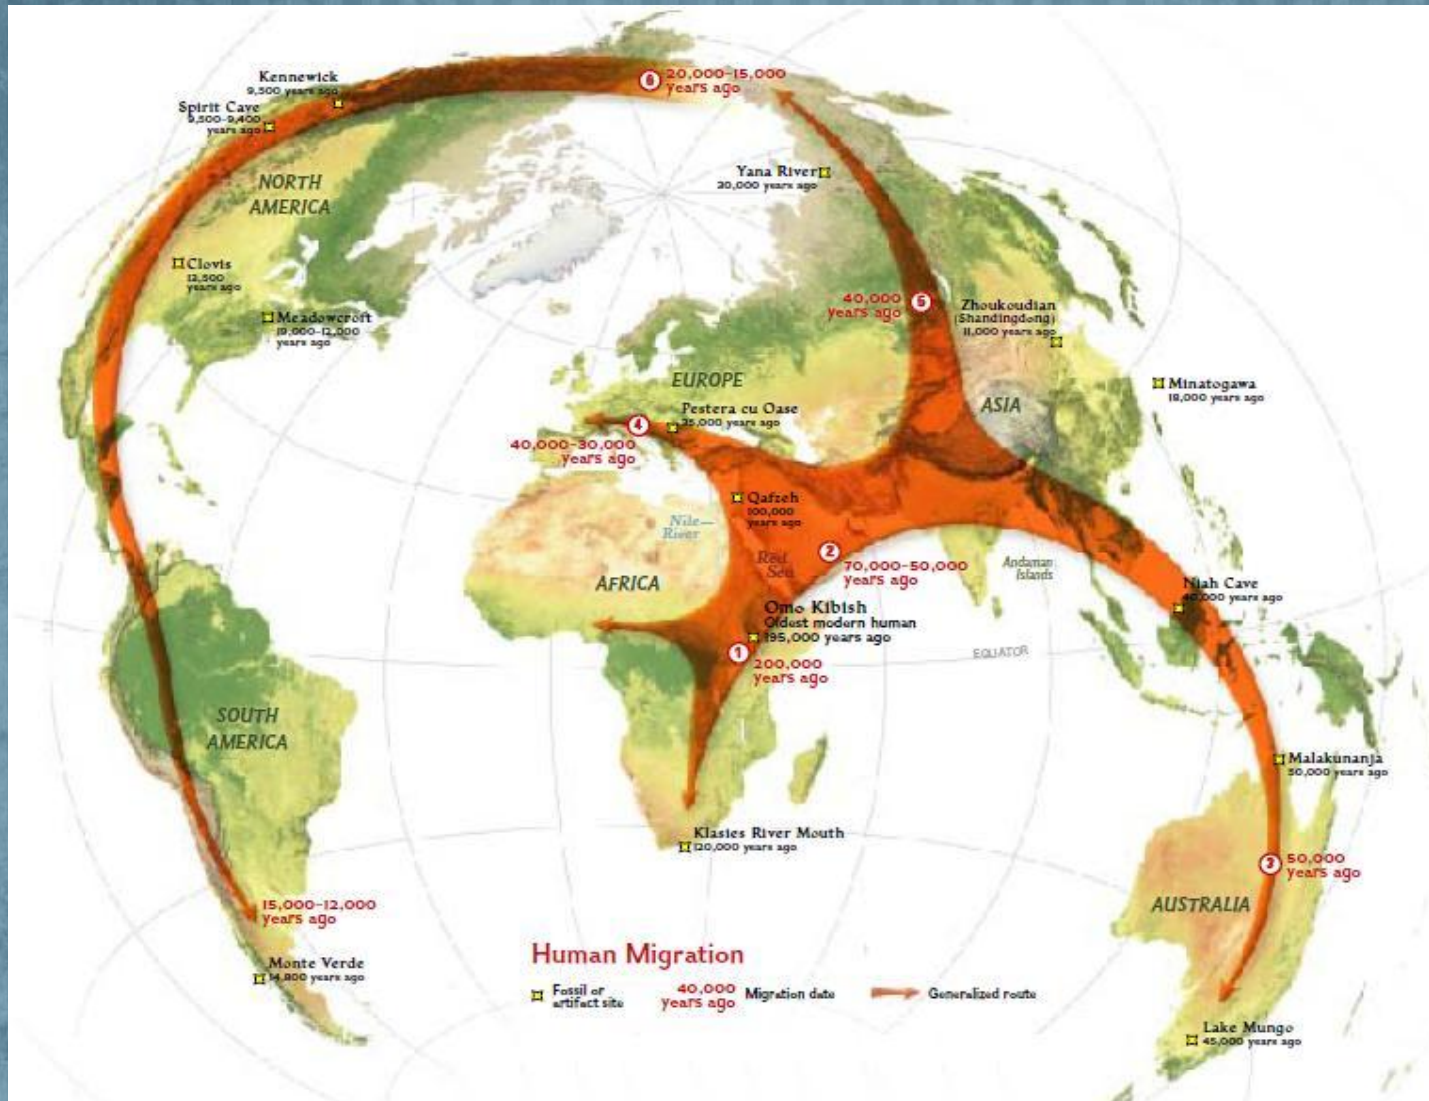 Kennewick
9,500 years ago
Spirit Cave
9,500-9,400
years ago
6
20,000-15,000
years ago
Yana River
30,000 years ago
NORTH
AMERICA
Clovis
13,500
years ago
Meadowcroft
19,000-12,000
years ago
40,000
years ago
5
Zhoukoudian
(Shandingdong)
11,000 years ago
EUROPE
ASIA
Minatogawa
18,000 years ago
Pestera cu Oase
35,000 years ago
4
40,000-30,000
years ago
Qafzeh
100,000
years ago
Nile
River
Red
Sea
2
70,000-50,000
years ago
Andaman
Islands
AFRICA
Niah Cave
40,000 years ago
Omo Kibish
Oldest modern human
195,000 years ago
1
200,000
years ago
EQUATOR
SOUTH
AMERICA
Malakunanja
50,000 years ago
Klasies River Mouth
120,000 years ago
3
50,000
years ago
AUSTRALIA
15,000-12,000
years ago
Monte Verde
14,800 years ago
Human Migration
Fossil or
artifact site
40,000
years ago
Migration date
Generalized route
Lake Mungo
45,000 years ago